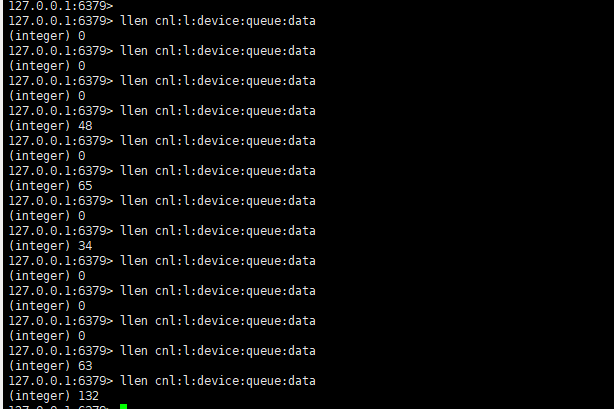 127.0.0.1:6379>
127.0.0.1:6379> llen cnl:l:device:queue:data
(integer) 0
127.0.0.1:6379> llen cnl:l:device:queue:data
(integer) 0
127.0.0.1:6379> llen cnl:l:device:queue:data
(integer) 0
127.0.0.1:6379> llen cnl:l:device:queue:data
(integer) 48
127.0.0.1:6379> llen cnl:l:device:queue:data
(integer) 0
127.0.0.1:6379> llen cnl:l:device:queue:data
(integer) 65
127.0.0.1:6379> llen cnl:l:device:queue:data
(integer) 0
127.0.0.1:6379> llen cnl:l:device:queue:data
(integer) 34
127.0.0.1:6379> llen cnl:l:device:queue:data
(integer) 0
127.0.0.1:6379> llen cnl:l:device:queue:data
(integer) 0
127.0.0.1:6379> llen cnl:l:device:queue:data
(integer) 0
127.0.0.1:6379> llen cnl:l:device:queue:data
(integer) 63
127.0.0.1:6379> llen cnl:l:device:queue:data
(integer) 132
127.0.0.1:6379>